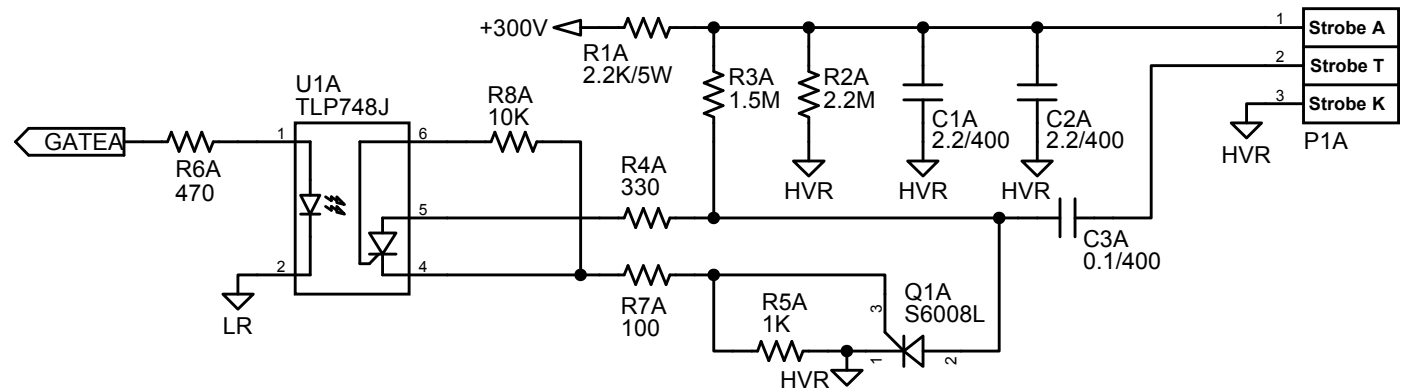 +300V
R1A
2.2K/5W
R3A
1.5M
R2A
2.2M
C1A
2.2/400
C2A
2.2/400
HVR
HVR
HVR
1
Strobe A
2
Strobe T
3
Strobe K
HVR
P1A
U1A
TLP748J
GATEA
R6A
470
1
2
LR
6
5
4
R8A
10K
R4A
330
R7A
100
R5A
1K
HVR
Q1A
S6008L
3
1
2
C3A
0.1/400